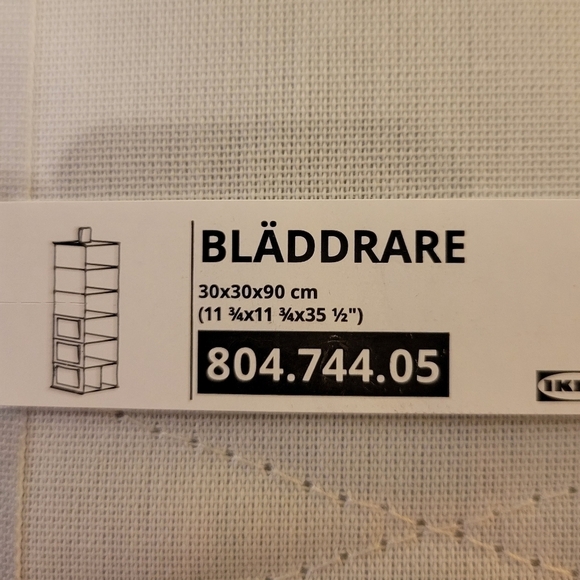 BLÄDDRARE
30x30x90 cm
(11 ¾x11 ¾x35 ½")
804.744.05